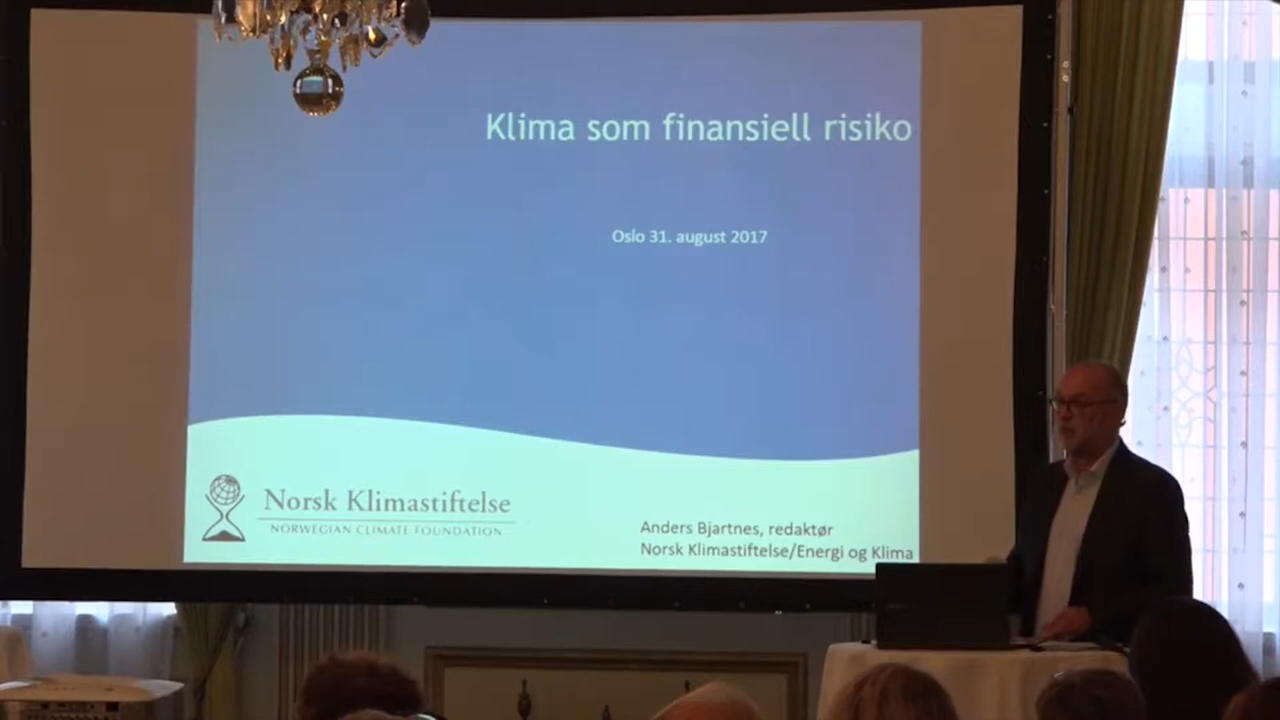 Klima som finansiell risiko
Oslo 31. august 2017
Norsk Klimastiftelse
NORWEGIAN CLIMATE FOUNDATION
Anders Bjartnes, redaktør
Norsk Klimastiftelse/Energi og Klima